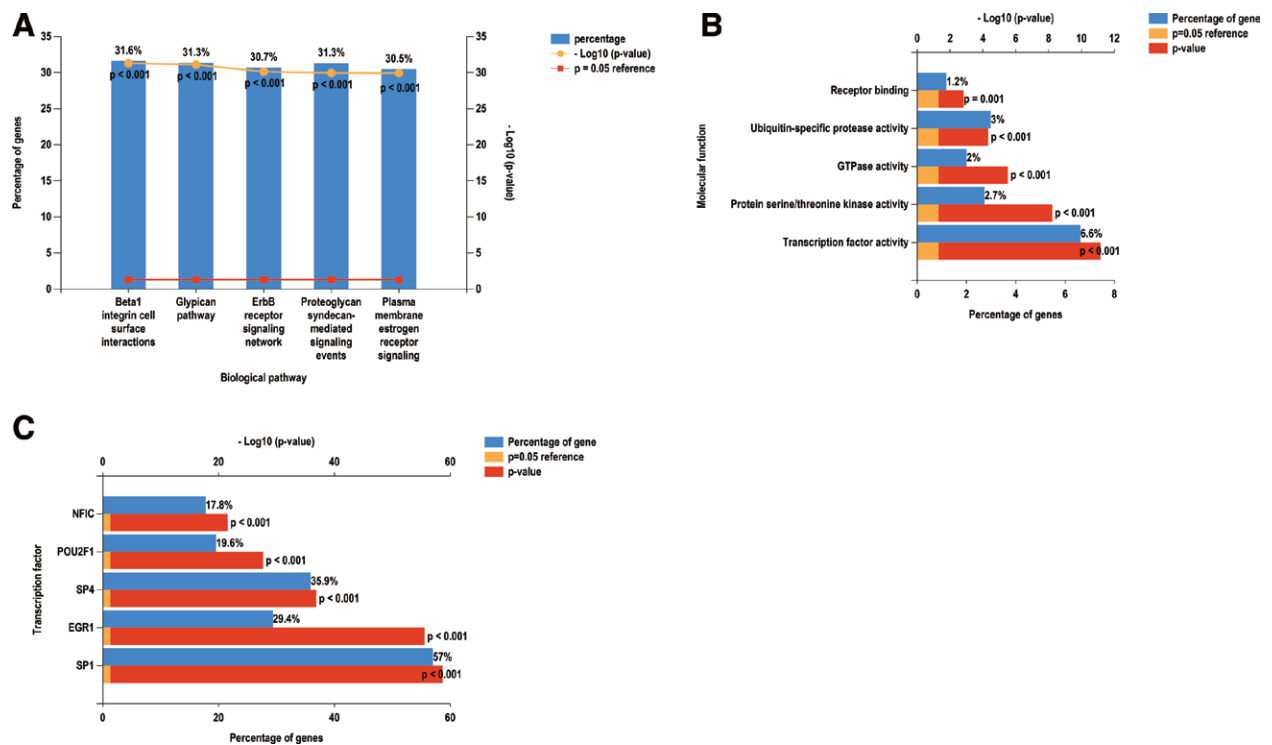 A
35
30
25
20
15
10
5
0
Percentage of genes
31.6%
31.3%
30.7%
31.3%
30.5%
p < 0.001
p < 0.001
p < 0.001
p < 0.001
p < 0.001
35
30
25
20
15
10
5
0
- Log10 (p-value)
percentage
- Log10 (p-value)
p = 0.05 reference
Beta1
integrin cell
surface
interactions
Glypican
pathway
ErbB
receptor
signaling
network
Proteoglycan
syndecan-
mediated
signaling
events
Plasma
membrane
estrogen
receptor
signaling
Biological pathway
B
- Log10 (p-value)
0 2 4 6 8 10 12
Percentage of gene
p=0.05 reference
p-value
Molecular function
Receptor binding
1.2%
p = 0.001
Ubiquitin-specific protease activity
3%
p < 0.001
GTPase activity
2%
p < 0.001
Protein serine/threonine kinase activity
2.7%
p < 0.001
Transcription factor activity
6.6%
p < 0.001
0 2 4 6 8
Percentage of genes
C
- Log10 (p-value)
0 20 40 60
Percentage of gene
p=0.05 reference
p-value
Transcription factor
NFIC
17.8%
p < 0.001
POU2F1
19.6%
p < 0.001
SP4
35.9%
p < 0.001
EGR1
29.4%
p < 0.001
SP1
57%
p < 0.001
0 20 40 60
Percentage of genes